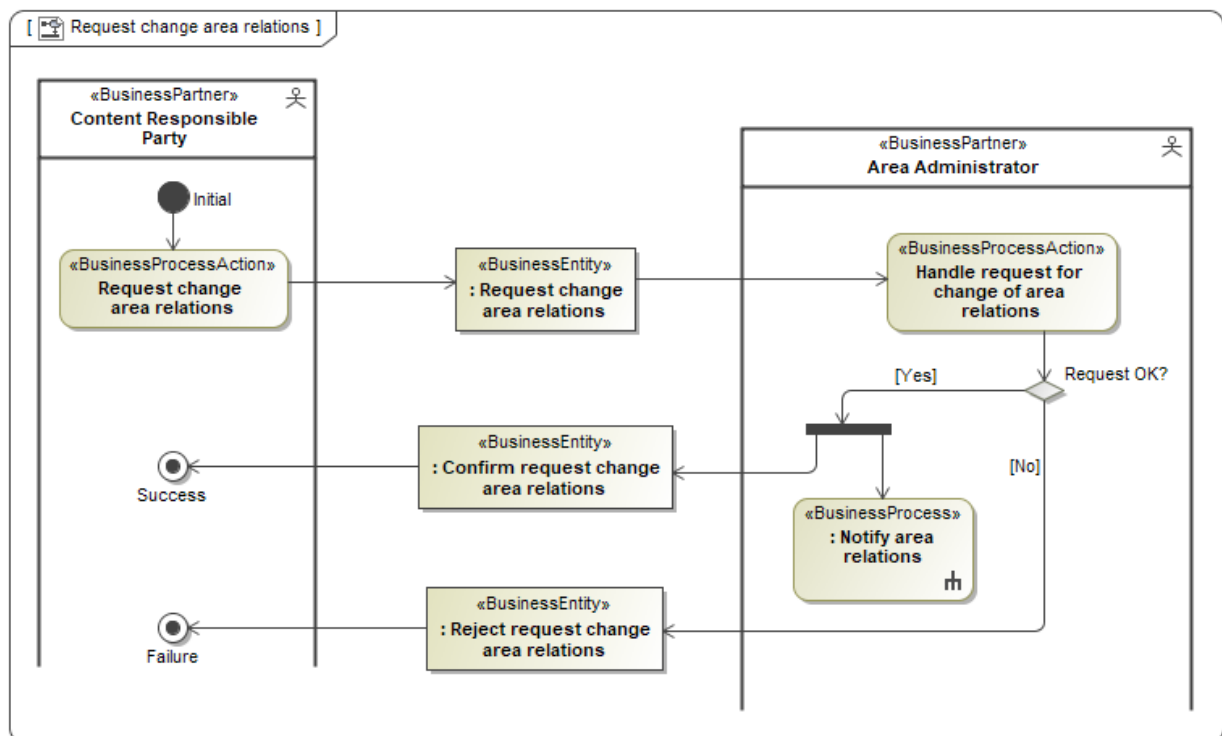 [ Request change area relations ]
«BusinessPartner»
Content Responsible
Party
«BusinessPartner»
Area Administrator
Initial
«BusinessProcessAction»
Request change
area relations
«BusinessEntity»
: Request change
area relations
«BusinessProcessAction»
Handle request for
change of area
relations
Request OK?
[Yes]
[No]
«BusinessEntity»
: Confirm request change
area relations
Success
«BusinessProcess»
: Notify area
relations
«BusinessEntity»
: Reject request change
area relations
Failure